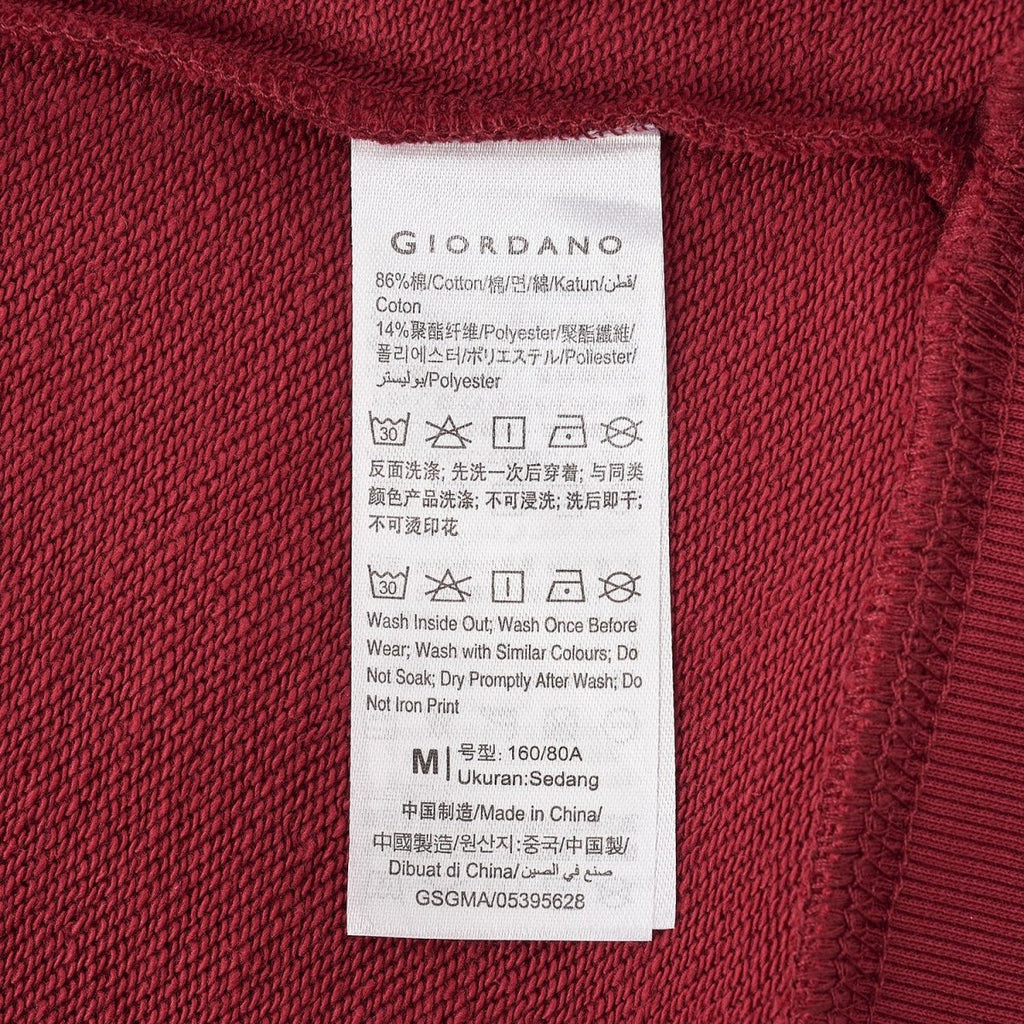 GIORDANO
86%棉/Cotton/棉/면/綿/Katun/قطن/
Coton
14%聚酯纤维/Polyester/聚酯纖維/
폴리에스터/ポリエステル/Poliester/
بوليستر/Polyester
30
反面洗涤; 先洗一次后穿着; 与同类
颜色产品洗涤; 不可浸洗; 洗后即干;
不可烫印花
30
Wash Inside Out; Wash Once Before
Wear; Wash with Similar Colours; Do
Not Soak; Dry Promptly After Wash; Do
Not Iron Print
M 号型: 160/80A
Ukuran:Sedang
中国制造/Made in China/
中國製造/원산지:중국/中国製/
Dibuat di China/صنع في الصين
GSGMA/05395628